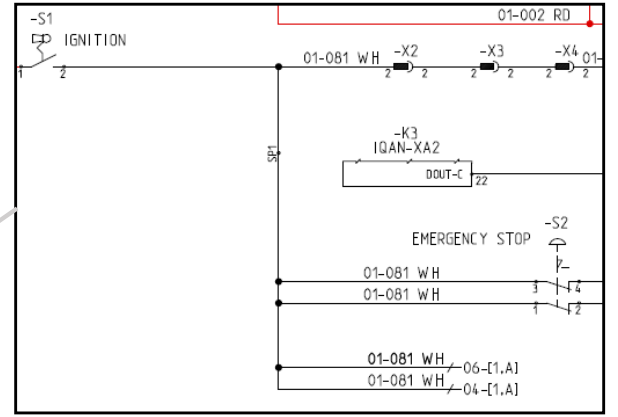 -S1
01-002 RD
IGNITION
01-081 WH
-X2
-X3
-X4
01-
1 2
2 2
2 2
2 2
SP1
-K3
IQAN-XA2
DOUT-C
22
-S2
EMERGENCY STOP
01-081 WH
3 4
01-081 WH
1 2
01-081 WH
06-[1.A]
01-081 WH
04-[1.A]